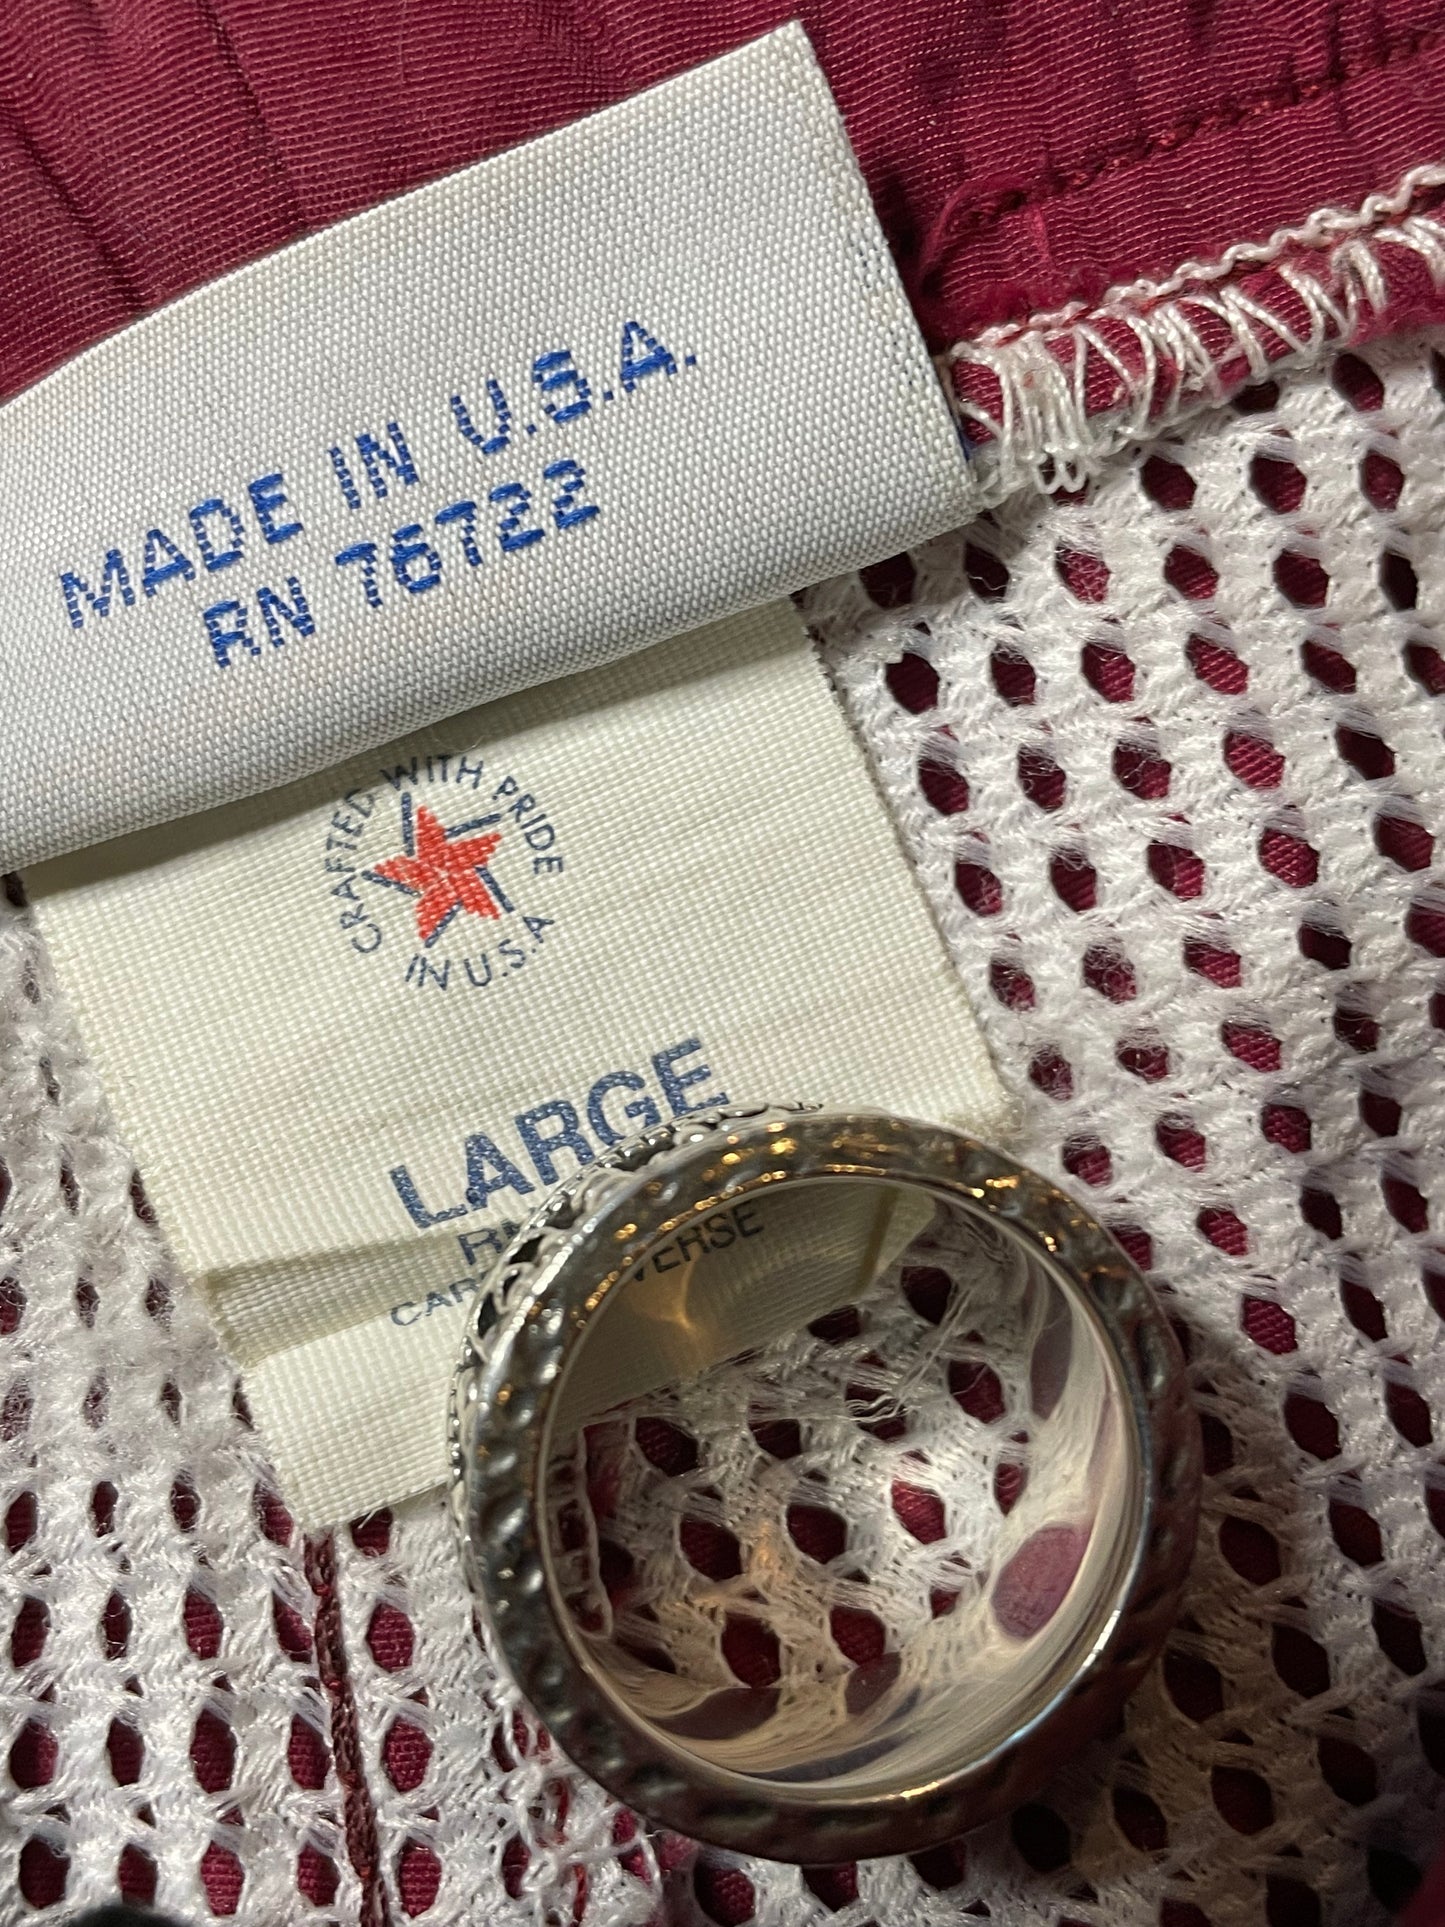 MADE IN U.S.A.
RN 76722
CRAFTED WITH PRIDE
IN U.S.A
LARGE